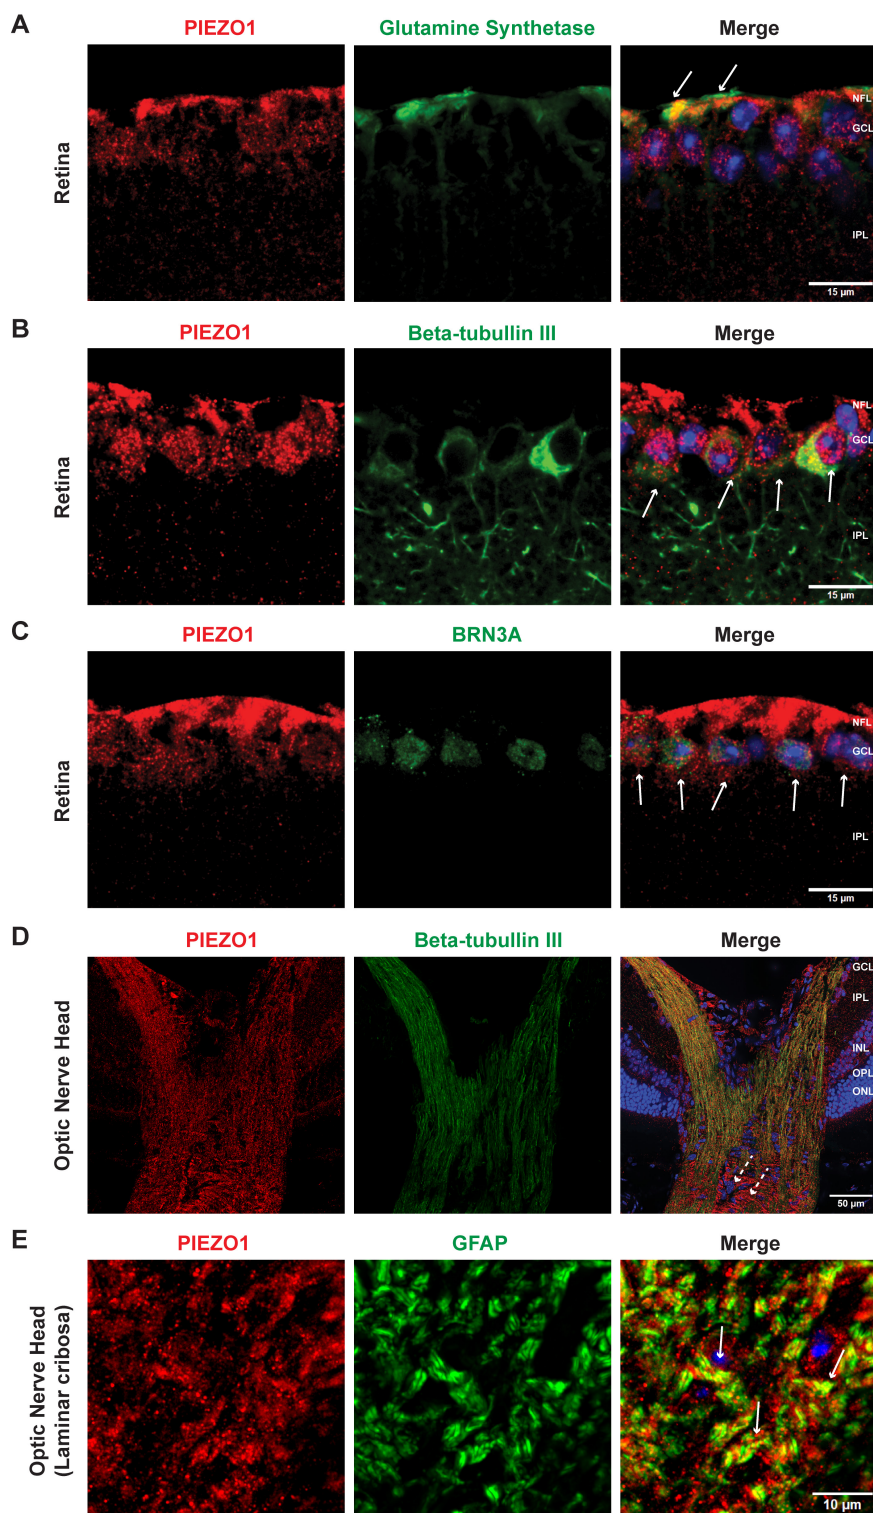 A
PIEZO1
Glutamine Synthetase
Merge
Retina
NFL
GCL
IPL
15 µm
B
PIEZO1
Beta-tubullin III
Merge
Retina
NFL
GCL
IPL
15 µm
C
PIEZO1
BRN3A
Merge
Retina
NFL
GCL
IPL
15 µm
D
PIEZO1
Beta-tubullin III
Merge
Optic Nerve Head
GCL
IPL
INL
OPL
ONL
50 µm
E
PIEZO1
GFAP
Merge
Optic Nerve Head
(Laminar cribosa)
10 µm